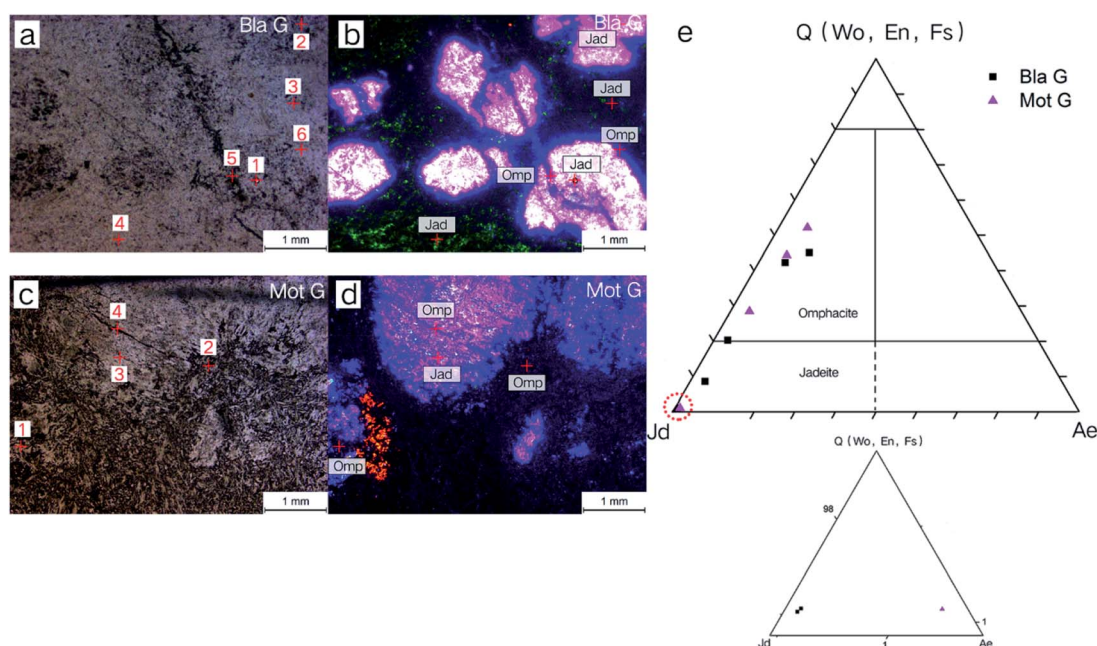 a
Bla G
2
3
6
5
1
4
1 mm
b
Bla G
Jad
Jad
Omp
Omp
Jad
Jad
1 mm
c
Mot G
4
3
2
1
1 mm
d
Mot G
Omp
Jad
Omp
Omp
1 mm
e
Q (Wo, En, Fs)
Bla G
Mot G
Omphacite
Jadeite
Jd
Ae
Q (Wo, En, Fs)
98
1
Jd
1
Ae